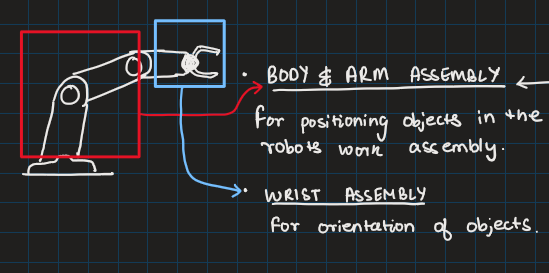 • BODY & ARM ASSEMBLY
for positioning objects in the
robots work assembly.
• WRIST ASSEMBLY
for orientation of objects.